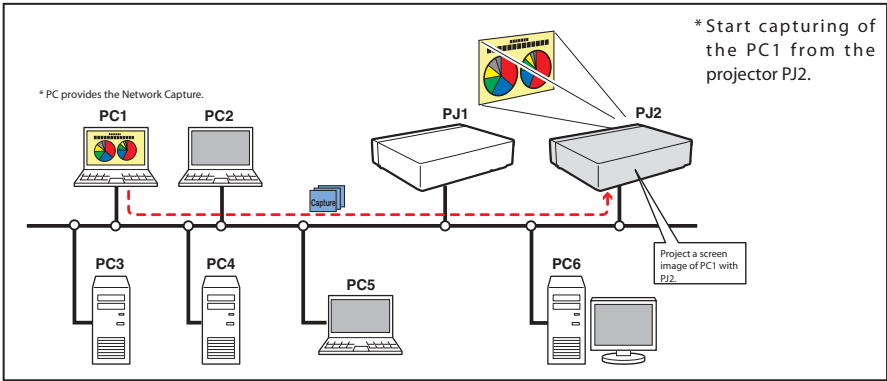 * Start capturing of
the PC1 from the
projector PJ2.
* PC provides the Network Capture.
PC1
PC2
PJ1
PJ2
Capture
Project a screen
image of PC1 with
PJ2.
PC3
PC4
PC5
PC6